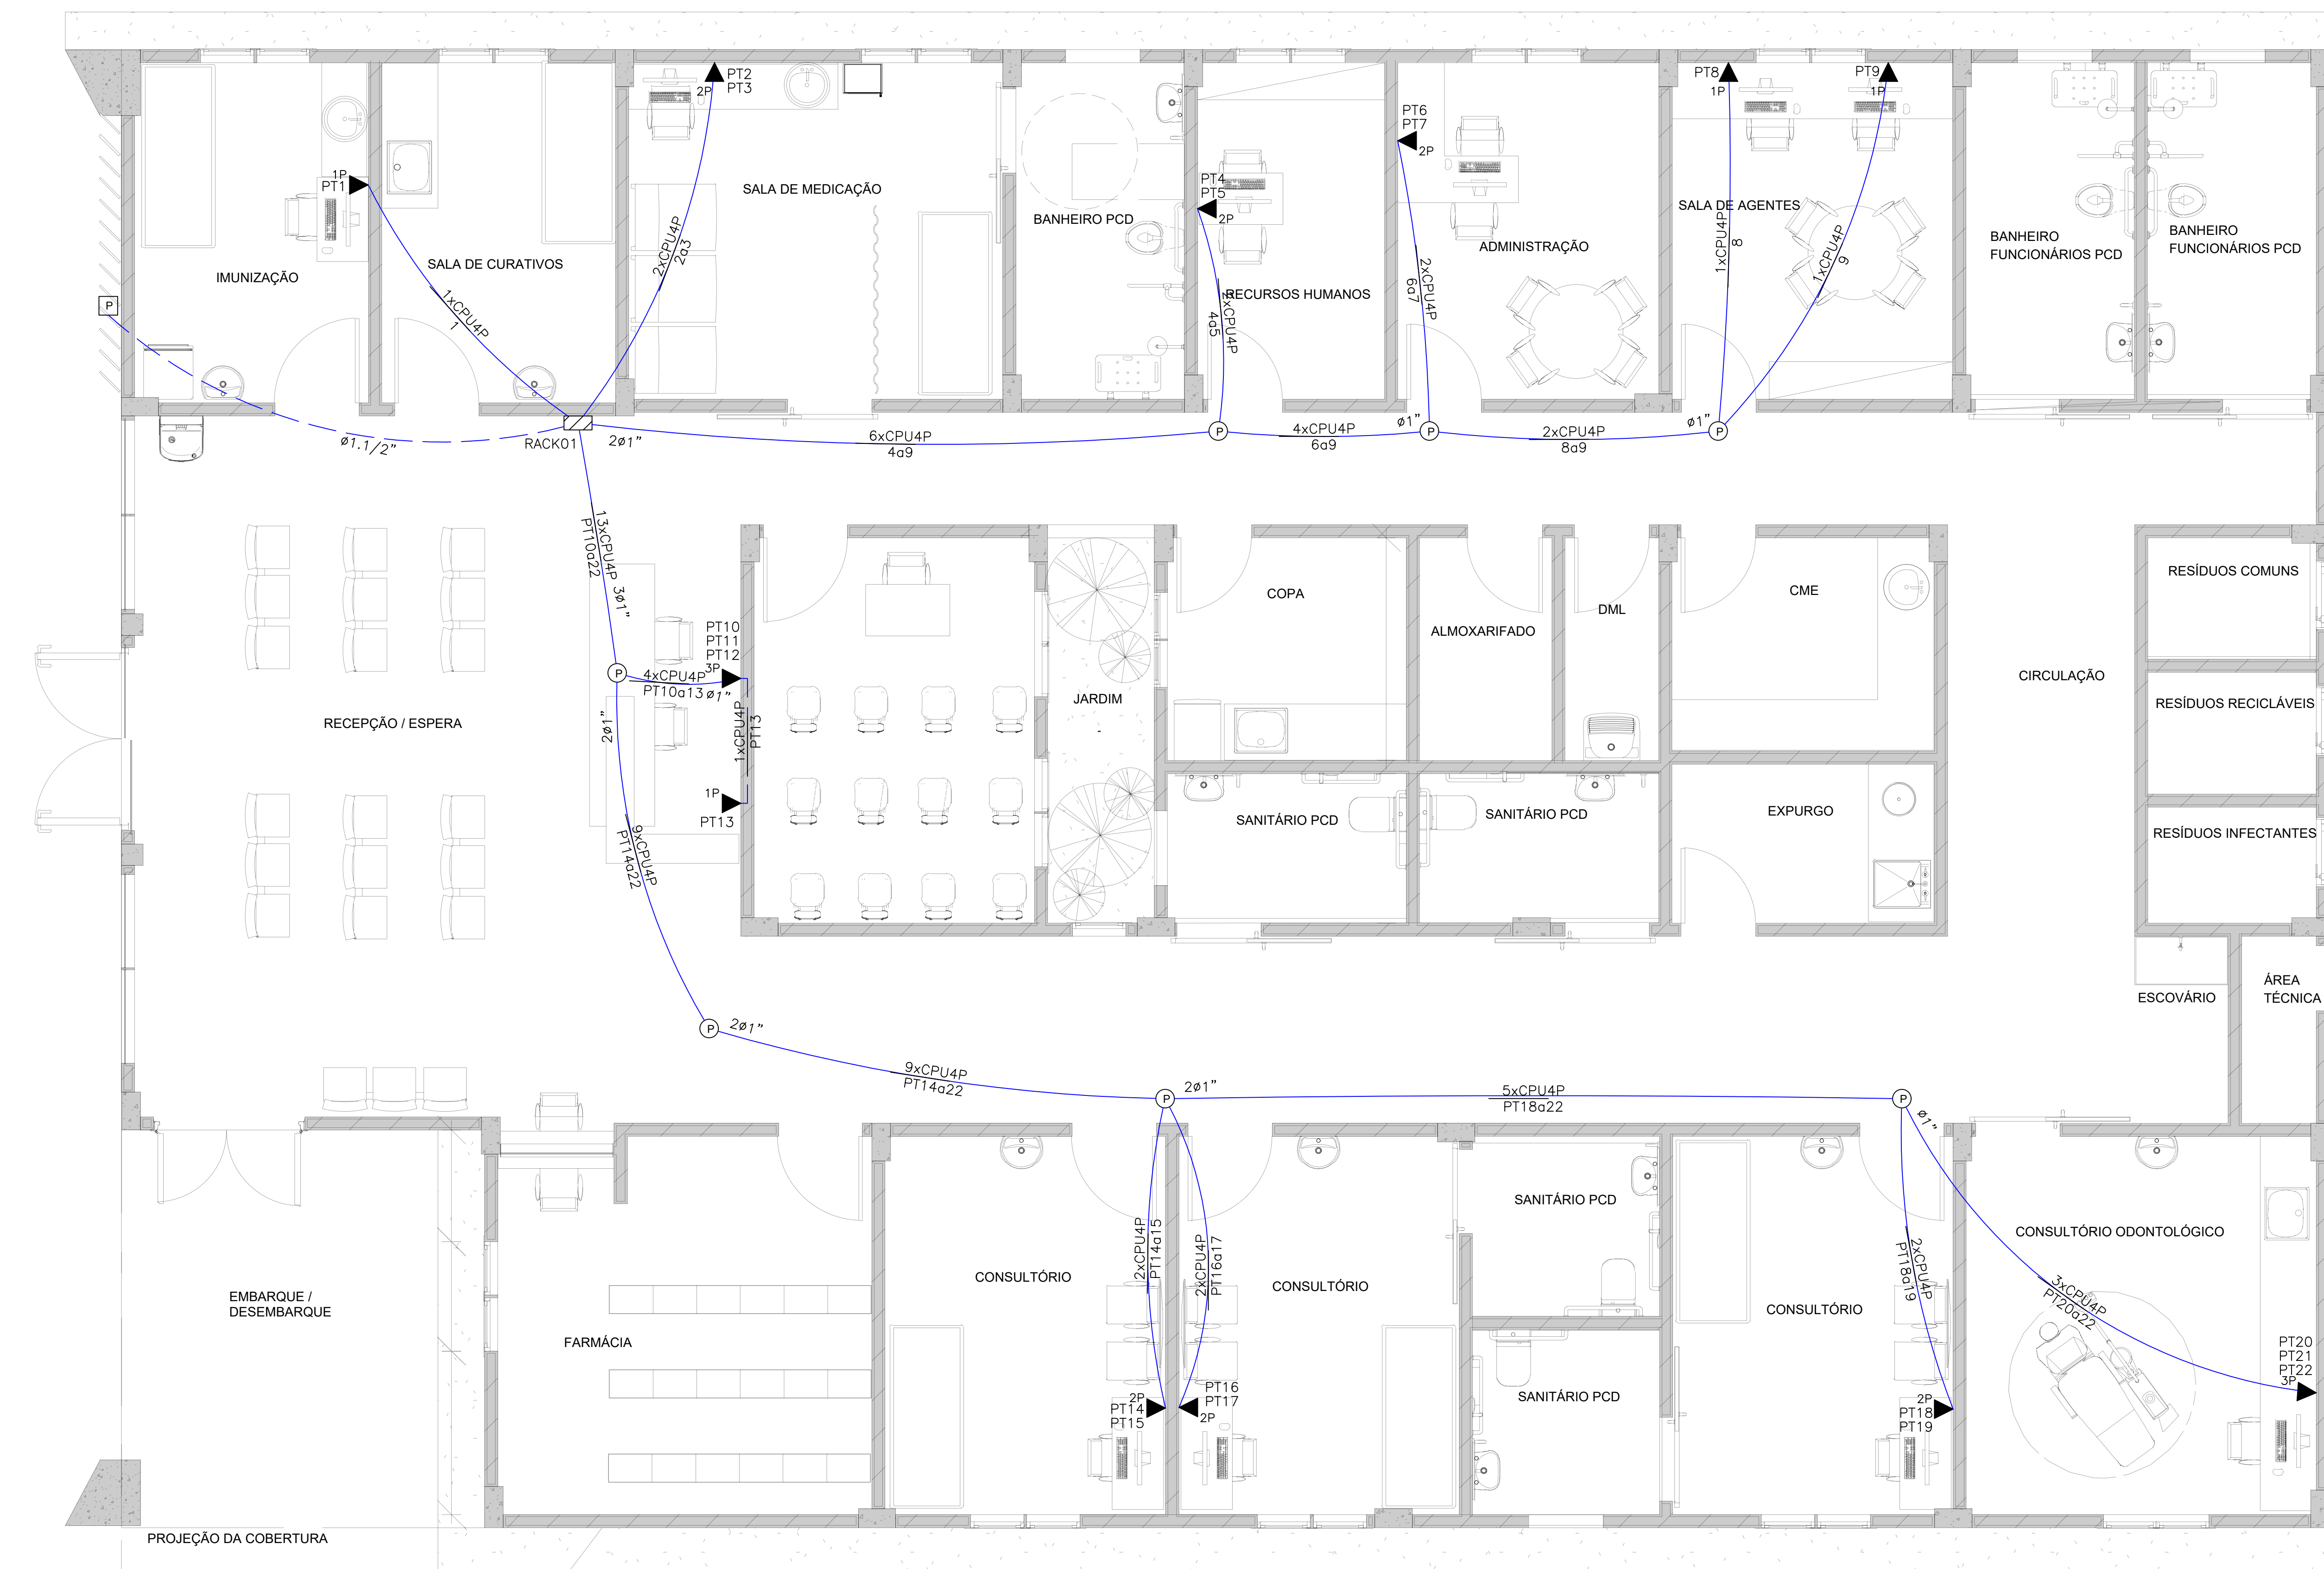 PT2
PT3
2P
PT8
1P
PT9
1P
PT6
PT7
2P
1P
PT1
PT4
PT5
2P
SALA DE MEDICAÇÃO
BANHEIRO PCD
SALA DE AGENTES
ADMINISTRAÇÃO
BANHEIRO
FUNCIONÁRIOS PCD
BANHEIRO
FUNCIONÁRIOS PCD
IMUNIZAÇÃO
SALA DE CURATIVOS
RECURSOS HUMANOS
2xCPU4P
2a3
1xCPU4P
1
2xCPU4P
4a5
2xCPU4P
6a7
1xCPU4P
8
1xCPU4P
9
P
ø1.1/2"
RACK01
2ø1"
6xCPU4P
4a9
P
4xCPU4P
6a9
ø1"
P
2xCPU4P
8a9
ø1"
P
13xCPU4P
PT10a22
3ø1"
COPA
ALMOXARIFADO
DML
CME
RESÍDUOS COMUNS
PT10
PT11
PT12
3P
P
4xCPU4P
PT10a13
ø1"
JARDIM
CIRCULAÇÃO
RESÍDUOS RECICLÁVEIS
RECEPÇÃO / ESPERA
2ø1"
1xCPU4P
PT13
1P
PT13
SANITÁRIO PCD
SANITÁRIO PCD
EXPURGO
RESÍDUOS INFECTANTES
9xCPU4P
PT14a22
ESCOVÁRIO
ÁREA
TÉCNICA
P
2ø1"
9xCPU4P
PT14a22
P
2ø1"
5xCPU4P
PT18a22
P
ø1"
2xCPU4P
PT14a15
2xCPU4P
PT16a17
SANITÁRIO PCD
2xCPU4P
PT18a19
CONSULTÓRIO ODONTOLÓGICO
CONSULTÓRIO
CONSULTÓRIO
CONSULTÓRIO
3xCPU4P
PT20a22
EMBARQUE /
DESEMBARQUE
FARMÁCIA
PT20
PT21
PT22
3P
2P
PT14
PT15
PT16
PT17
2P
SANITÁRIO PCD
2P
PT18
PT19
PROJEÇÃO DA COBERTURA